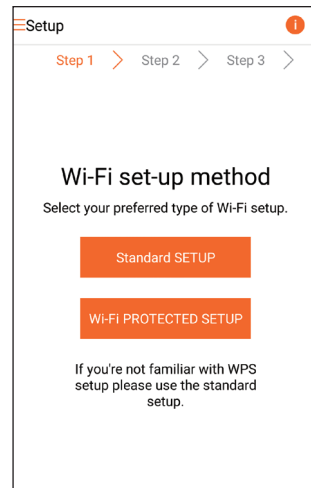 Setup
Step 1 Step 2 Step 3
Wi-Fi set-up method
Select your preferred type of Wi-Fi setup.
Standard SETUP
Wi-Fi PROTECTED SETUP
If you're not familiar with WPS
setup please use the standard
setup.